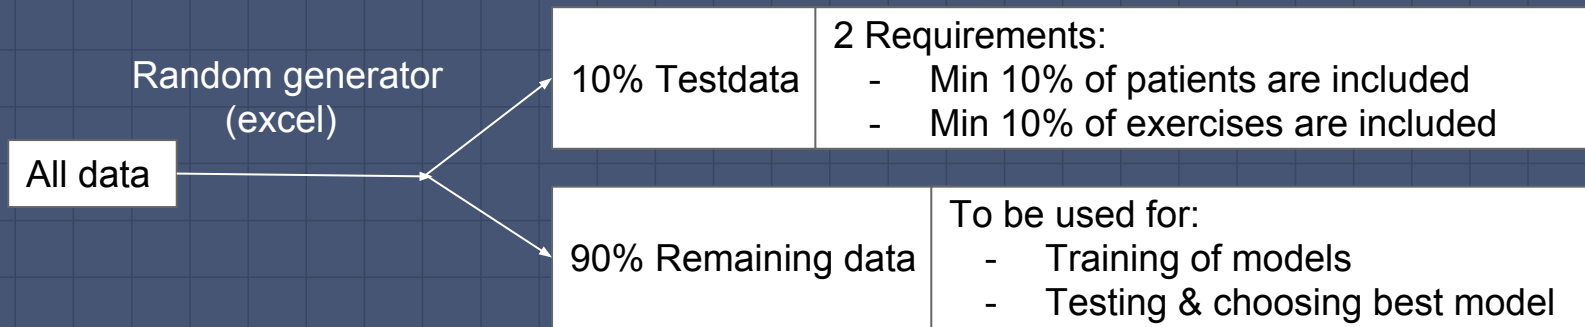 Random generator
(excel)
All data
10% Testdata
2 Requirements:
- Min 10% of patients are included
- Min 10% of exercises are included
90% Remaining data
To be used for:
- Training of models
- Testing & choosing best model